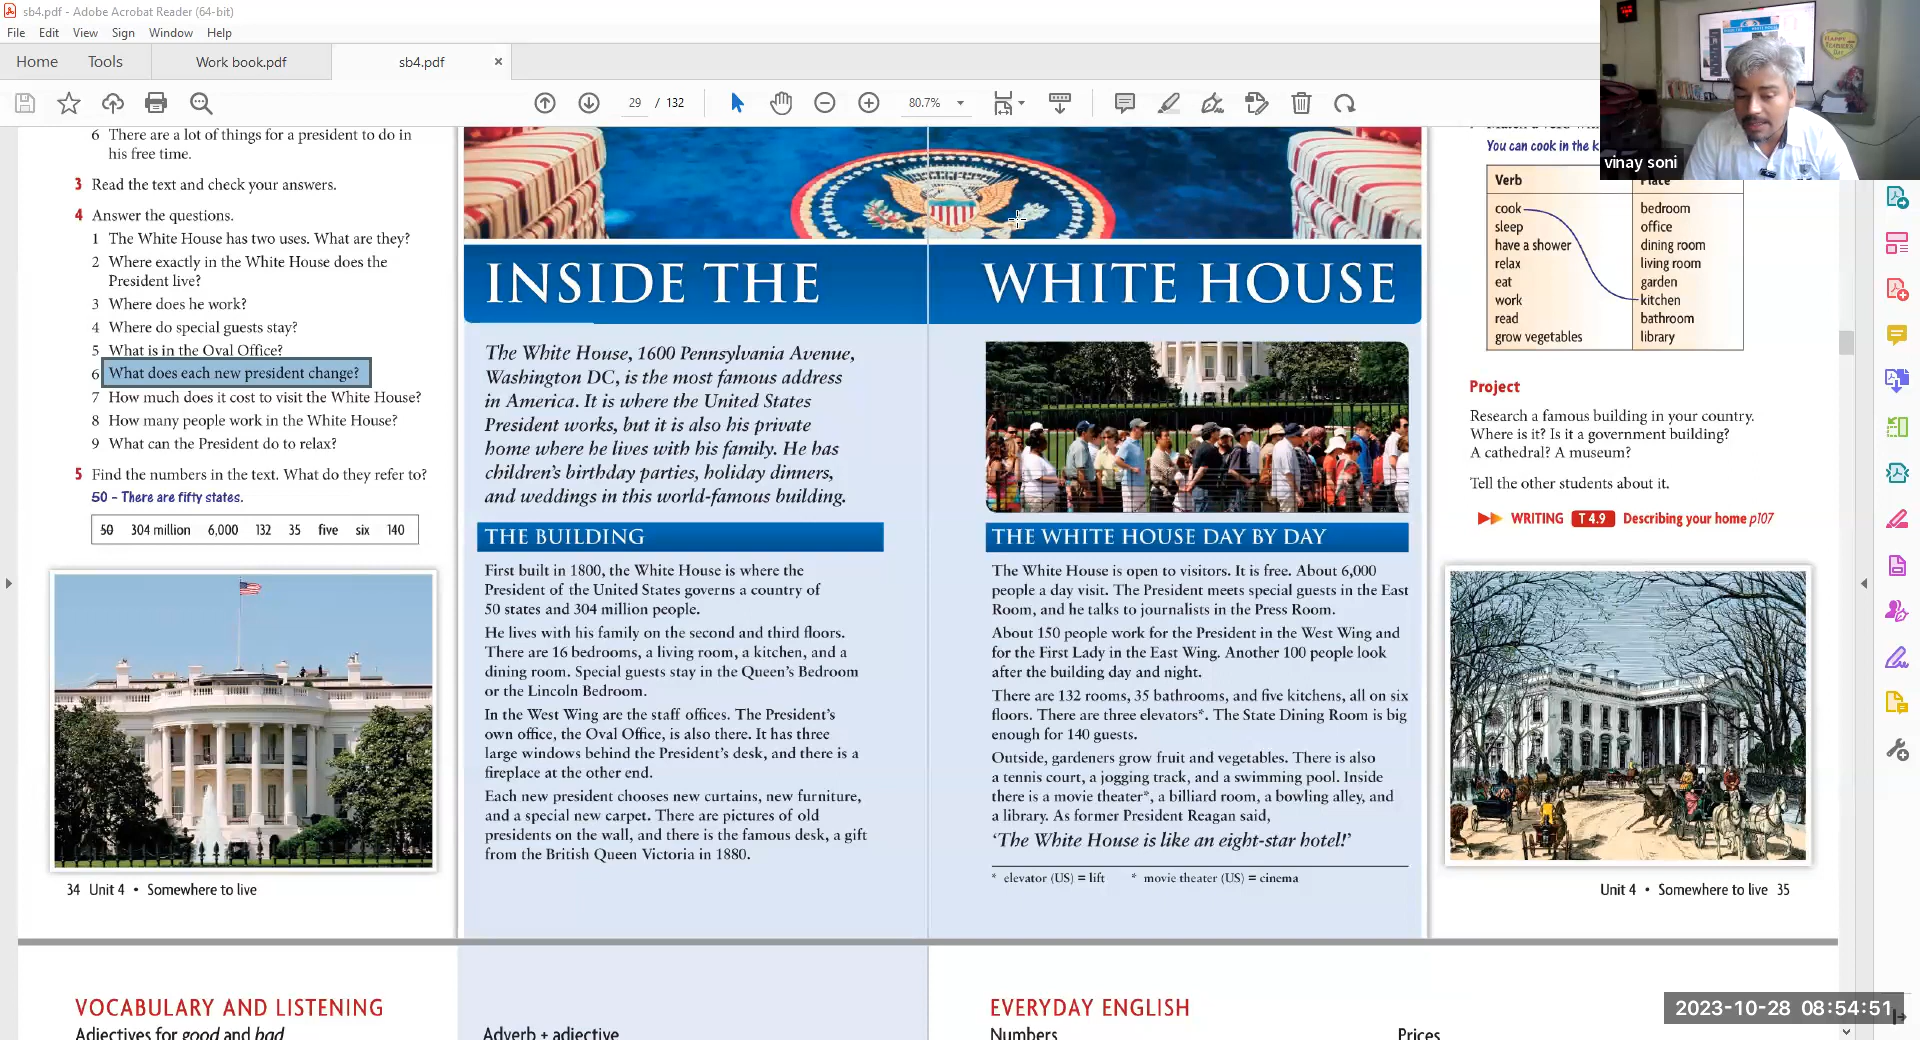 sb4.pdf - Adobe Acrobat Reader (64-bit)
File Edit View Sign Window Help
Home Tools Work book.pdf sb4.pdf ×
29 / 132 80.7%
6 There are a lot of things for a president to do in
his free time.
3 Read the text and check your answers.
4 Answer the questions.
1 The White House has two uses. What are they?
2 Where exactly in the White House does the
President live?
3 Where does he work?
4 Where do special guests stay?
5 What is in the Oval Office?
6 What does each new president change?
7 How much does it cost to visit the White House?
8 How many people work in the White House?
9 What can the President do to relax?
5 Find the numbers in the text. What do they refer to?
50 – There are fifty states.
50 304 million 6,000 132 35 five six 140
34 Unit 4 • Somewhere to live
INSIDE THE WHITE HOUSE
The White House, 1600 Pennsylvania Avenue,
Washington DC, is the most famous address
in America. It is where the United States
President works, but it is also his private
home where he lives with his family. He has
children's birthday parties, holiday dinners,
and weddings in this world-famous building.
THE BUILDING
First built in 1800, the White House is where the
President of the United States governs a country of
50 states and 304 million people.
He lives with his family on the second and third floors.
There are 16 bedrooms, a living room, a kitchen, and a
dining room. Special guests stay in the Queen's Bedroom
or the Lincoln Bedroom.
In the West Wing are the staff offices. The President's
own office, the Oval Office, is also there. It has three
large windows behind the President's desk, and there is a
fireplace at the other end.
Each new president chooses new curtains, new furniture,
and a special new carpet. There are pictures of old
presidents on the wall, and there is the famous desk, a gift
from the British Queen Victoria in 1880.
THE WHITE HOUSE DAY BY DAY
The White House is open to visitors. It is free. About 6,000
people a day visit. The President meets special guests in the East
Room, and he talks to journalists in the Press Room.
About 150 people work for the President in the West Wing and
for the First Lady in the East Wing. Another 100 people look
after the building day and night.
There are 132 rooms, 35 bathrooms, and five kitchens, all on six
floors. There are three elevators*. The State Dining Room is big
enough for 140 guests.
Outside, gardeners grow fruit and vegetables. There is also
a tennis court, a jogging track, and a swimming pool. Inside
there is a movie theater*, a billiard room, a bowling alley, and
a library. As former President Reagan said,
'The White House is like an eight-star hotel!'
* elevator (US) = lift * movie theater (US) = cinema
You can cook in the k
vinay soni
Verb Place
cook bedroom
sleep office
have a shower dining room
relax living room
eat garden
work kitchen
read bathroom
grow vegetables library
Project
Research a famous building in your country.
Where is it? Is it a government building?
A cathedral? A museum?
Tell the other students about it.
WRITING T 4.9 Describing your home p107
Unit 4 • Somewhere to live 35
VOCABULARY AND LISTENING
Adjectives for good and bad
Adverb + adjective
EVERYDAY ENGLISH
Numbers
Prices
2023-10-28 08:54:51